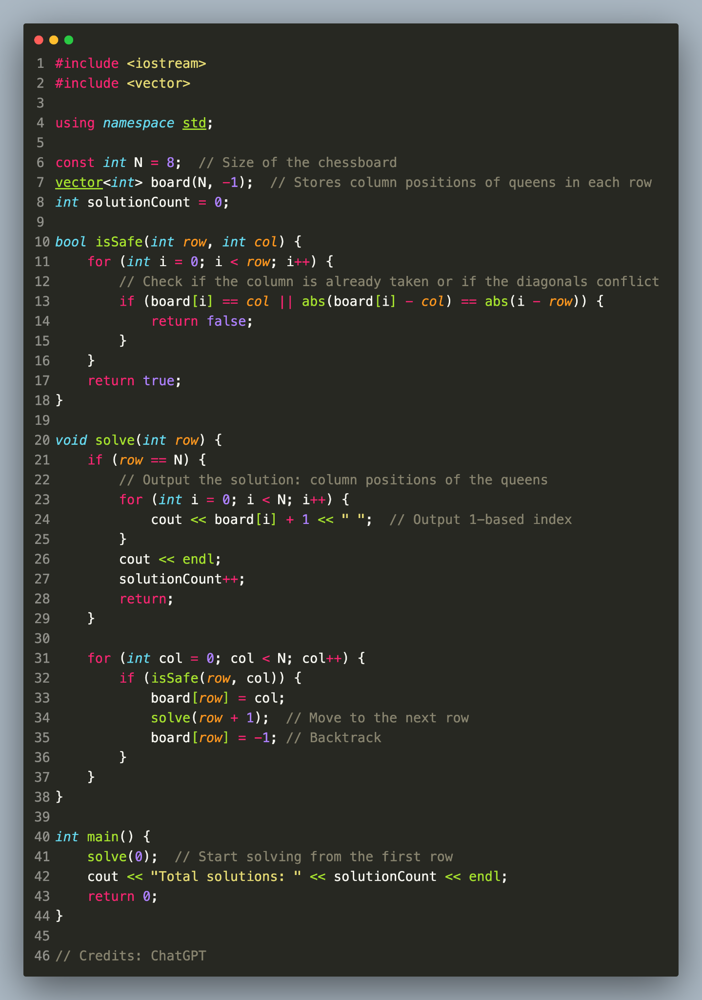 1 #include <iostream>
2 #include <vector>
3
4 using namespace std;
5
6 const int N = 8;  // Size of the chessboard
7 vector<int> board(N, -1);  // Stores column positions of queens in each row
8 int solutionCount = 0;
9
10 bool isSafe(int row, int col) {
11     for (int i = 0; i < row; i++) {
12         // Check if the column is already taken or if the diagonals conflict
13         if (board[i] == col || abs(board[i] - col) == abs(i - row)) {
14             return false;
15         }
16     }
17     return true;
18 }
19
20 void solve(int row) {
21     if (row == N) {
22         // Output the solution: column positions of the queens
23         for (int i = 0; i < N; i++) {
24             cout << board[i] + 1 << " ";  // Output 1-based index
25         }
26         cout << endl;
27         solutionCount++;
28         return;
29     }
30
31     for (int col = 0; col < N; col++) {
32         if (isSafe(row, col)) {
33             board[row] = col;
34             solve(row + 1);  // Move to the next row
35             board[row] = -1; // Backtrack
36         }
37     }
38 }
39
40 int main() {
41     solve(0);  // Start solving from the first row
42     cout << "Total solutions: " << solutionCount << endl;
43     return 0;
44 }
45
46 // Credits: ChatGPT